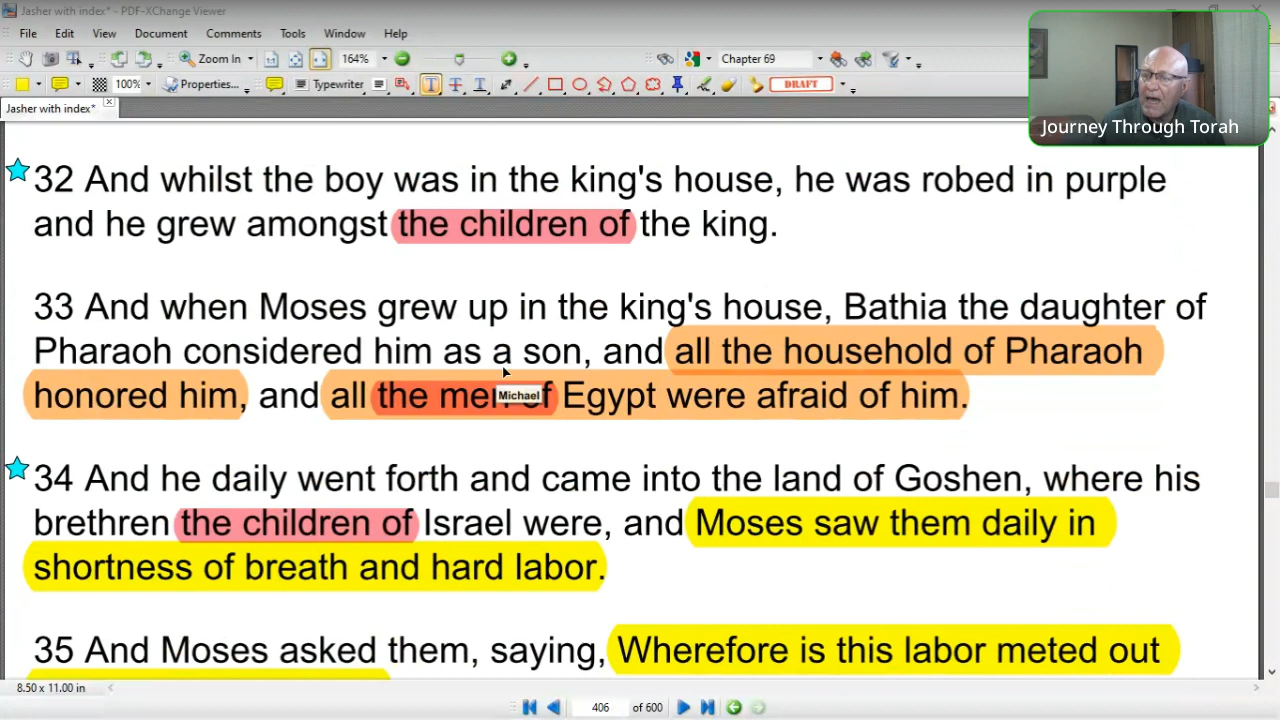 Jasher with index* - PDF-XChange Viewer
File Edit View Document Comments Tools Window Help
Zoom In 164% Chapter 69
100% Properties... Typewriter DRAFT
Jasher with index*
Journey Through Torah
32 And whilst the boy was in the king's house, he was robed in purple
and he grew amongst the children of the king.
33 And when Moses grew up in the king's house, Bathia the daughter of
Pharaoh considered him as a son, and all the household of Pharaoh
honored him, and all the men of Egypt were afraid of him.
Michael
34 And he daily went forth and came into the land of Goshen, where his
brethren the children of Israel were, and Moses saw them daily in
shortness of breath and hard labor.
35 And Moses asked them, saying, Wherefore is this labor meted out
8.50 x 11.00 in
406 of 600